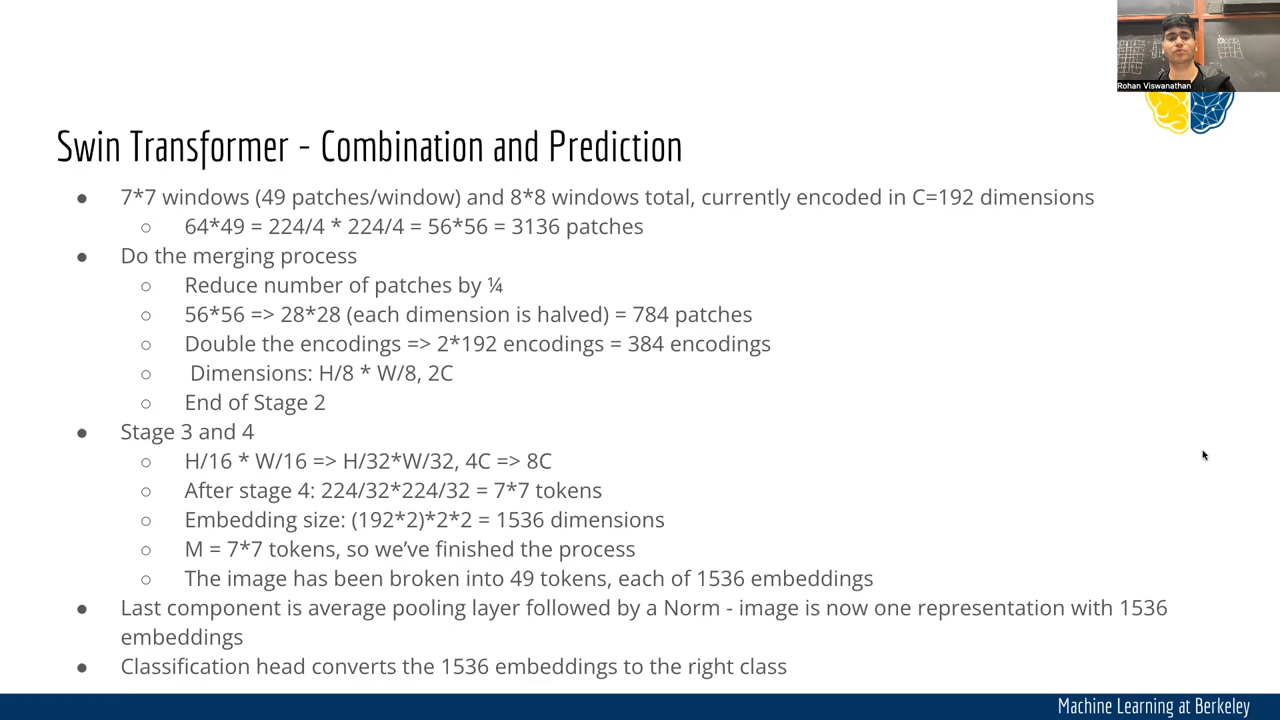 Rohan Viswanathan
Swin Transformer - Combination and Prediction
● 7*7 windows (49 patches/window) and 8*8 windows total, currently encoded in C=192 dimensions
○ 64*49 = 224/4 * 224/4 = 56*56 = 3136 patches
● Do the merging process
○ Reduce number of patches by ¼
○ 56*56 => 28*28 (each dimension is halved) = 784 patches
○ Double the encodings => 2*192 encodings = 384 encodings
○ Dimensions: H/8 * W/8, 2C
○ End of Stage 2
● Stage 3 and 4
○ H/16 * W/16 => H/32*W/32, 4C => 8C
○ After stage 4: 224/32*224/32 = 7*7 tokens
○ Embedding size: (192*2)*2*2 = 1536 dimensions
○ M = 7*7 tokens, so we’ve finished the process
○ The image has been broken into 49 tokens, each of 1536 embeddings
● Last component is average pooling layer followed by a Norm - image is now one representation with 1536
embeddings
● Classification head converts the 1536 embeddings to the right class
Machine Learning at Berkeley